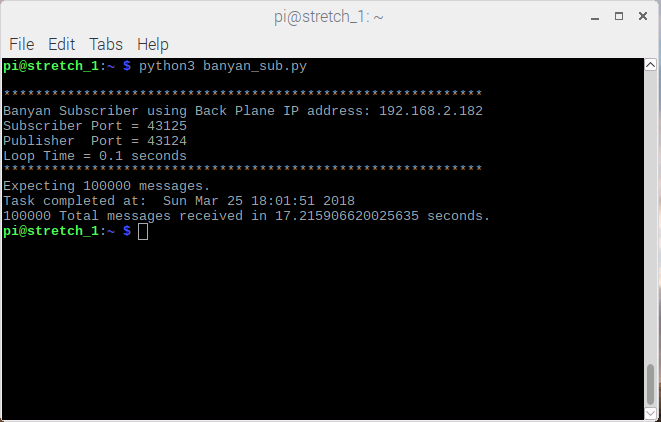 pi@stretch_1: ~
File Edit Tabs Help
pi@stretch_1:~ $ python3 banyan_sub.py
************************************************************
Banyan Subscriber using Back Plane IP address: 192.168.2.182
Subscriber Port = 43125
Publisher  Port = 43124
Loop Time = 0.1 seconds
************************************************************
Expecting 100000 messages.
Task completed at:  Sun Mar 25 18:01:51 2018
100000 Total messages received in 17.215906620025635 seconds.
pi@stretch_1:~ $